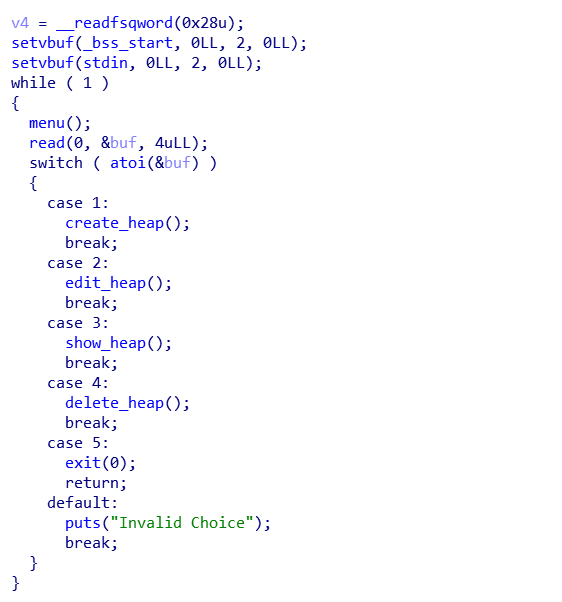 v4 = __readfsqword(0x28u);
setvbuf(_bss_start, 0LL, 2, 0LL);
setvbuf(stdin, 0LL, 2, 0LL);
while ( 1 )
{
  menu();
  read(0, &buf, 4uLL);
  switch ( atoi(&buf) )
  {
    case 1:
      create_heap();
      break;
    case 2:
      edit_heap();
      break;
    case 3:
      show_heap();
      break;
    case 4:
      delete_heap();
      break;
    case 5:
      exit(0);
      return;
    default:
      puts("Invalid Choice");
      break;
  }
}